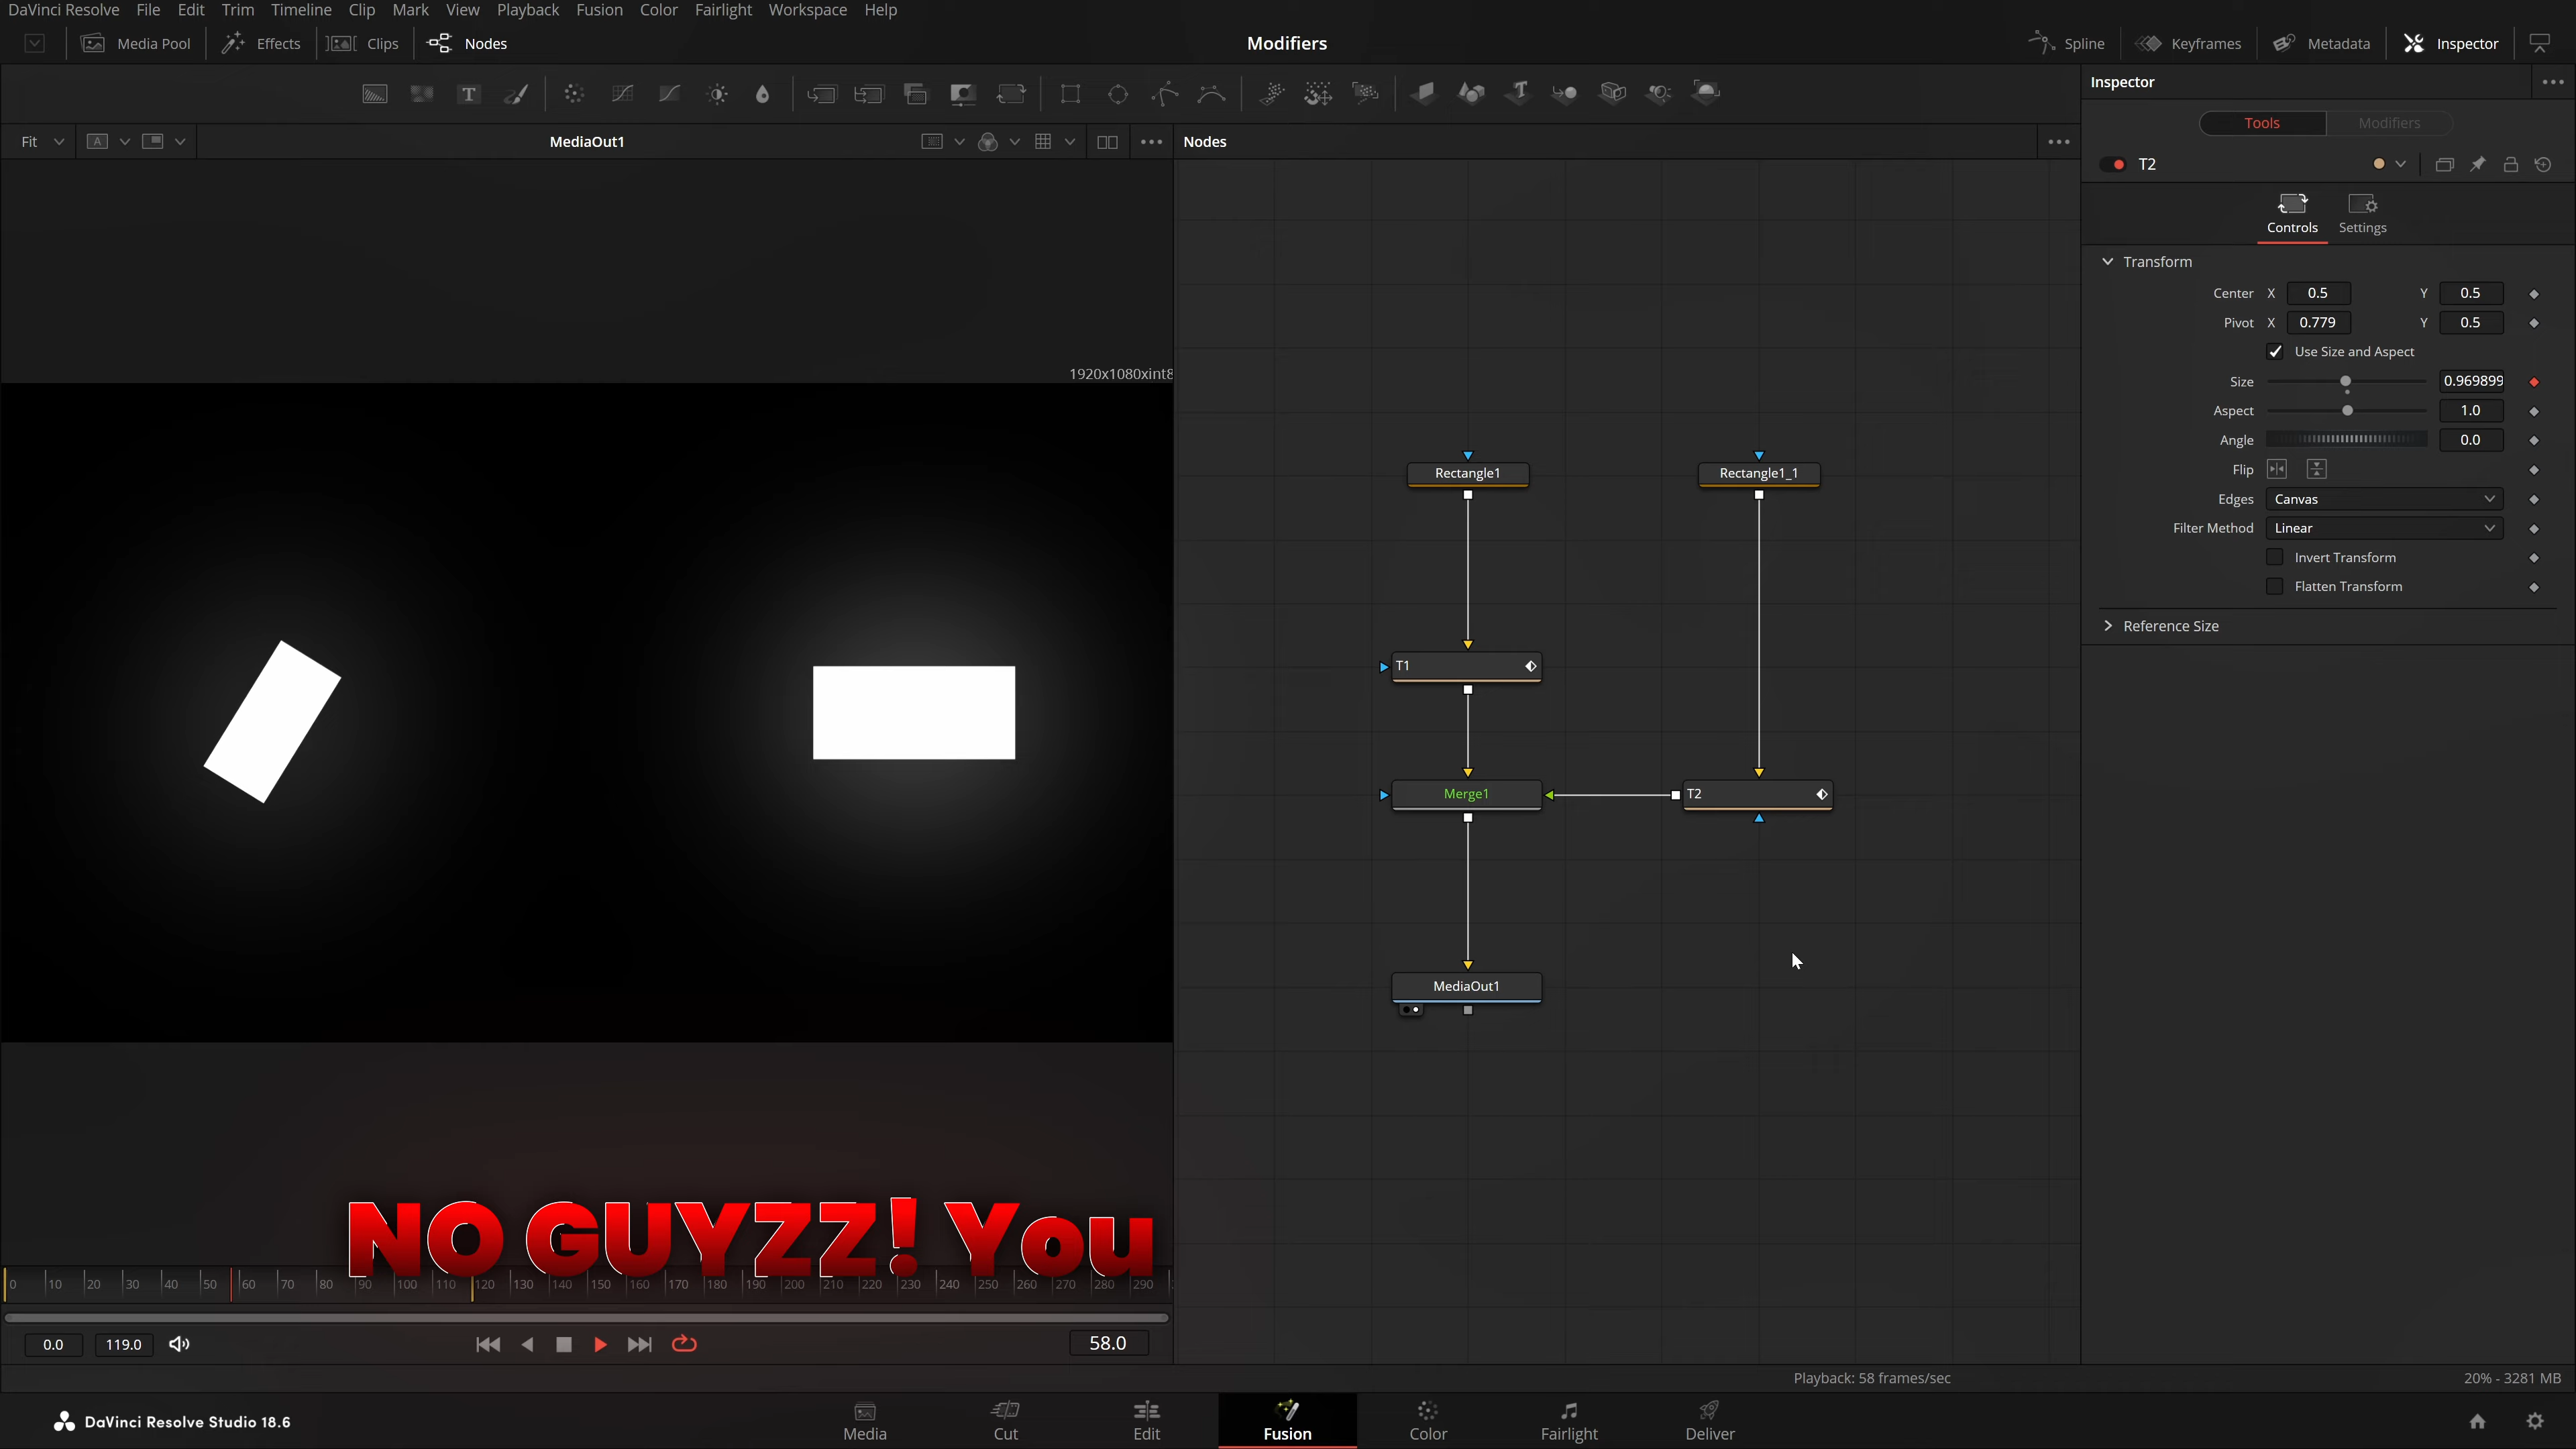 DaVinci Resolve File Edit Trim Timeline Clip Mark View Playback Fusion Color Fairlight Workspace Help
Media Pool Effects Clips Nodes Modifiers Spline Keyframes Metadata Inspector
Inspector
Tools Modifiers
Fit A MediaOut1 Nodes
T2
Controls Settings
Transform
Center X 0.5 Y 0.5
Pivot X 0.779 Y 0.5
Use Size and Aspect
1920x1080xint8
Size 0.969899
Aspect 1.0
Angle 0.0
Flip
Edges Canvas
Filter Method Linear
Invert Transform
Flatten Transform
Reference Size
Rectangle1 Rectangle1_1
T1
Merge1 T2
MediaOut1
NO GUYZZ! You
0 10 20 30 40 50 60 70 80 90 100 110 120 130 140 150 160 170 180 190 200 210 220 230 240 250 260 270 280 290
0.0 119.0 58.0
Playback: 58 frames/sec 20% - 3281 MB
DaVinci Resolve Studio 18.6 Media Cut Edit Fusion Color Fairlight Deliver